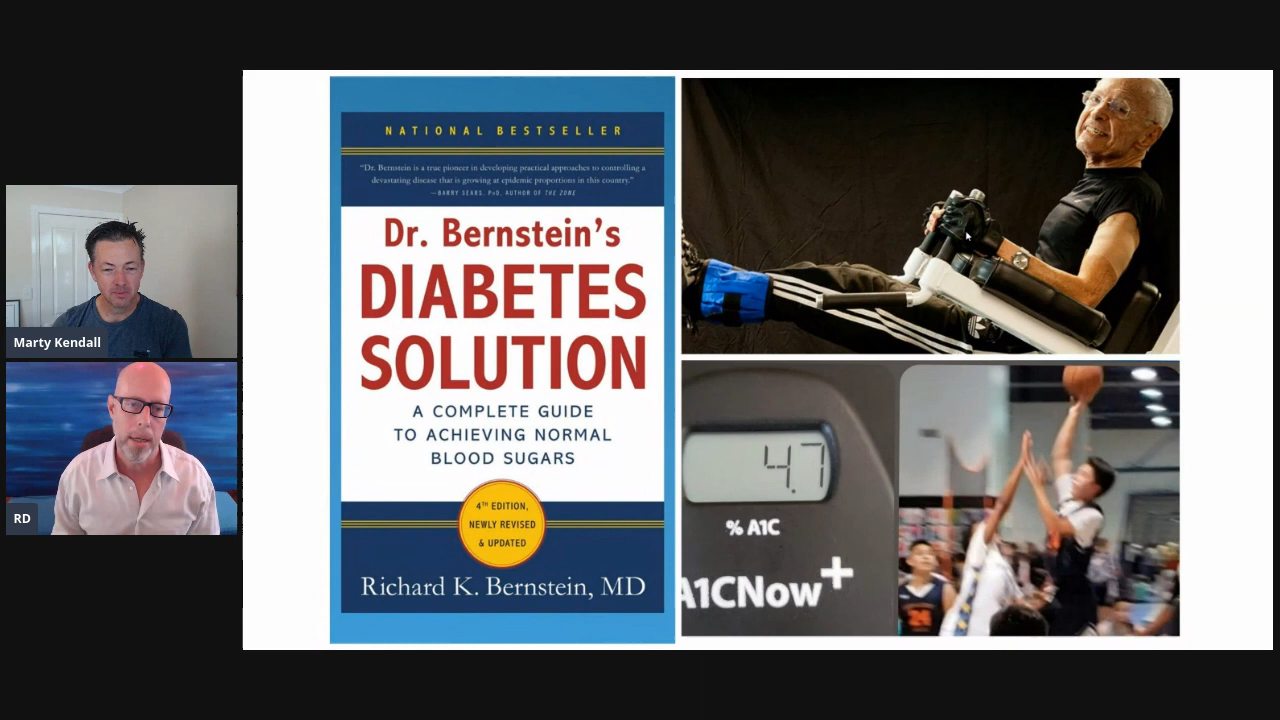 Marty Kendall
RD
NATIONAL BESTSELLER
“Dr. Bernstein is a true pioneer in developing practical approaches to controlling a
devastating disease that is growing at epidemic proportions in this country.”
—BARRY SEARS, PhD, AUTHOR OF THE ZONE
Dr. Bernstein's
DIABETES
SOLUTION
A COMPLETE GUIDE
TO ACHIEVING NORMAL
BLOOD SUGARS
4TH EDITION,
NEWLY REVISED
& UPDATED
Richard K. Bernstein, MD
4.7
% A1C
A1CNow+